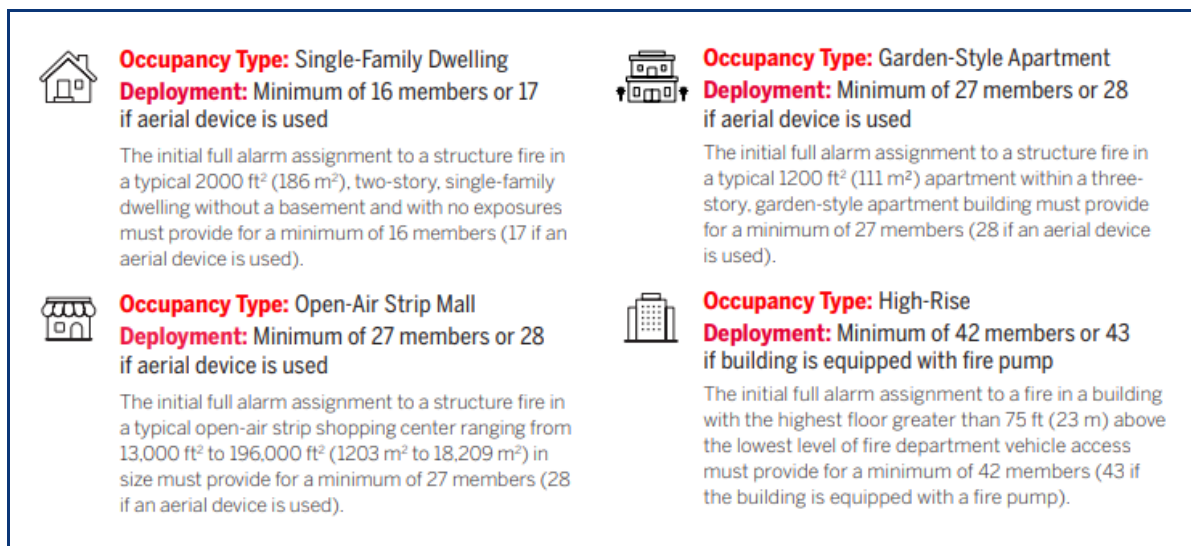 Occupancy Type: Single-Family Dwelling
Deployment: Minimum of 16 members or 17
if aerial device is used
The initial full alarm assignment to a structure fire in
a typical 2000 ft² (186 m²), two-story, single-family
dwelling without a basement and with no exposures
must provide for a minimum of 16 members (17 if an
aerial device is used).
Occupancy Type: Open-Air Strip Mall
Deployment: Minimum of 27 members or 28
if aerial device is used
The initial full alarm assignment to a structure fire in
a typical open-air strip shopping center ranging from
13,000 ft² to 196,000 ft² (1203 m² to 18,209 m²) in
size must provide for a minimum of 27 members (28
if an aerial device is used).
Occupancy Type: Garden-Style Apartment
Deployment: Minimum of 27 members or 28
if aerial device is used
The initial full alarm assignment to a structure fire in
a typical 1200 ft² (111 m²) apartment within a three-
story, garden-style apartment building must provide
for a minimum of 27 members (28 if an aerial device
is used).
Occupancy Type: High-Rise
Deployment: Minimum of 42 members or 43
if building is equipped with fire pump
The initial full alarm assignment to a fire in a building
with the highest floor greater than 75 ft (23 m) above
the lowest level of fire department vehicle access
must provide for a minimum of 42 members (43 if
the building is equipped with a fire pump).